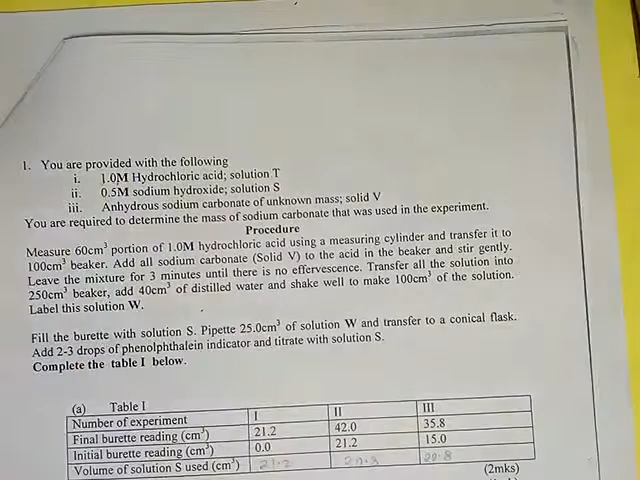 1. You are provided with the following
i. 1.0M Hydrochloric acid; solution T
ii. 0.5M sodium hydroxide; solution S
iii. Anhydrous sodium carbonate of unknown mass; solid V
You are required to determine the mass of sodium carbonate that was used in the experiment.
Procedure
Measure 60cm³ portion of 1.0M hydrochloric acid using a measuring cylinder and transfer it to
100cm³ beaker. Add all sodium carbonate (Solid V) to the acid in the beaker and stir gently.
Leave the mixture for 3 minutes until there is no effervescence. Transfer all the solution into
250cm³ beaker, add 40cm³ of distilled water and shake well to make 100cm³ of the solution.
Label this solution W.
Fill the burette with solution S. Pipette 25.0cm³ of solution W and transfer to a conical flask.
Add 2-3 drops of phenolphthalein indicator and titrate with solution S.
Complete the table I below.
(a) Table I
Number of experiment I II III
Final burette reading (cm³) 21.2 42.0 35.8
Initial burette reading (cm³) 0.0 21.2 15.0
Volume of solution S used (cm³) 21.2 20.8 20.8
(2mks)